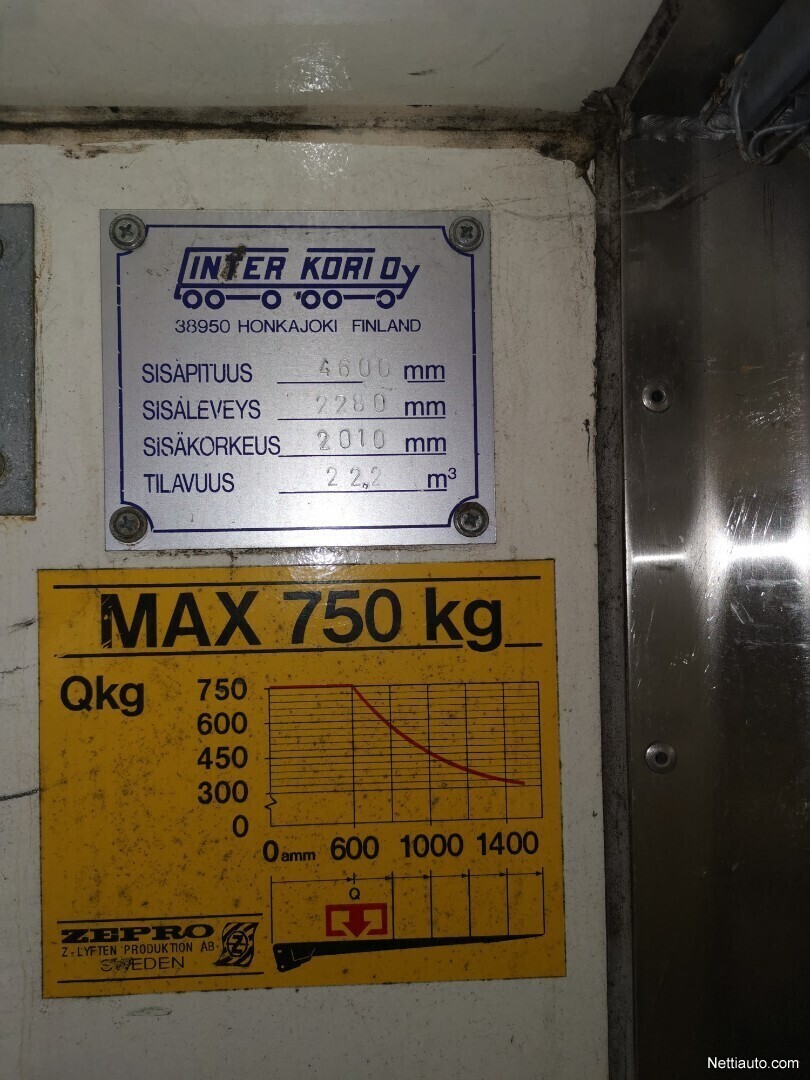 INTER KORI Oy
38950 HONKAJOKI FINLAND
SISÄPITUUS 4600 mm
SISÄLEVEYS 2280 mm
SISÄKORKEUS 2010 mm
TILAVUUS 22,2 m³
MAX 750 kg
Qkg 750
600
450
300
0
0 amm 600 1000 1400
Q
ZEPRO
Z-LYFTEN PRODUKTION AB
Z
SWEDEN
Nettiauto.com